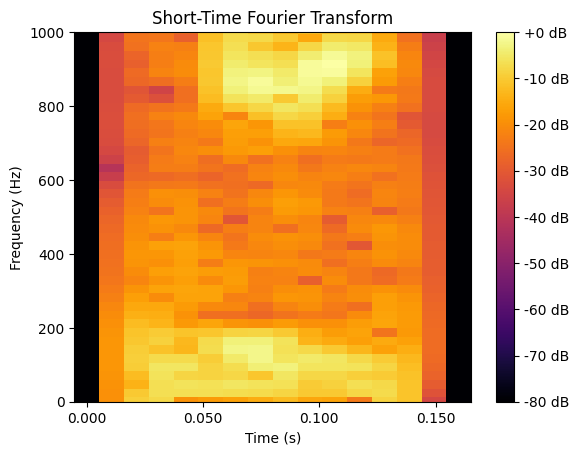 Short-Time Fourier Transform
1000
800
600
400
200
0
Frequency (Hz)
0.000
0.050
0.100
0.150
Time (s)
+0 dB
-10 dB
-20 dB
-30 dB
-40 dB
-50 dB
-60 dB
-70 dB
-80 dB